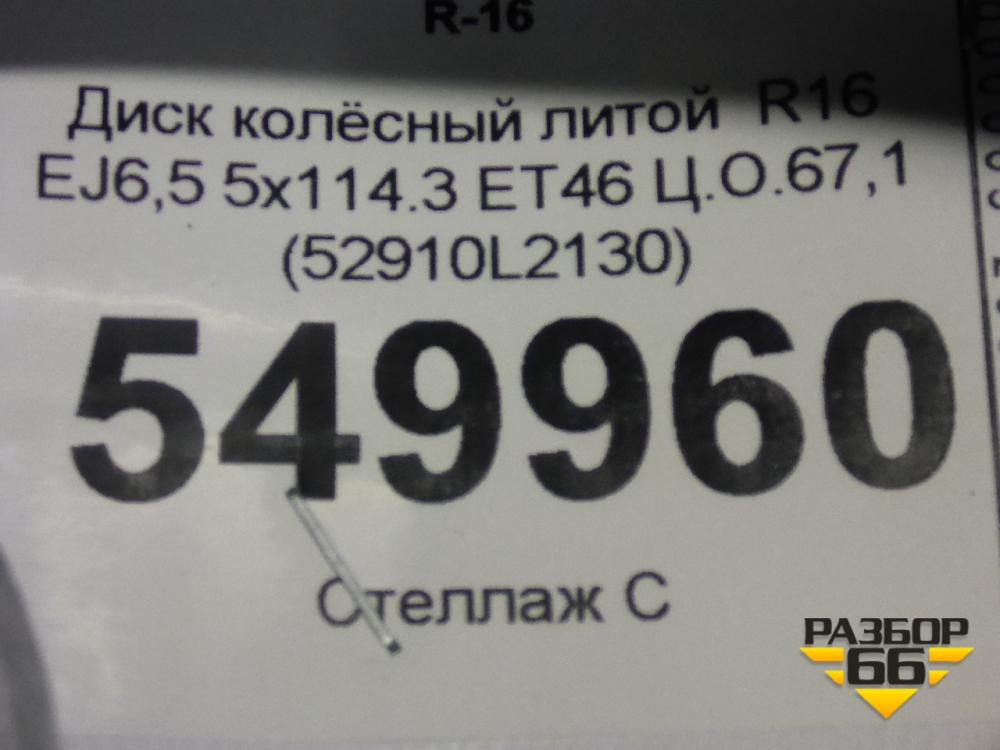 R-16
Диск колёсный литой R16
EJ6,5 5x114.3 ET46 Ц.О.67,1
(52910L2130)
549960
Стеллаж С
РАЗБОР
66